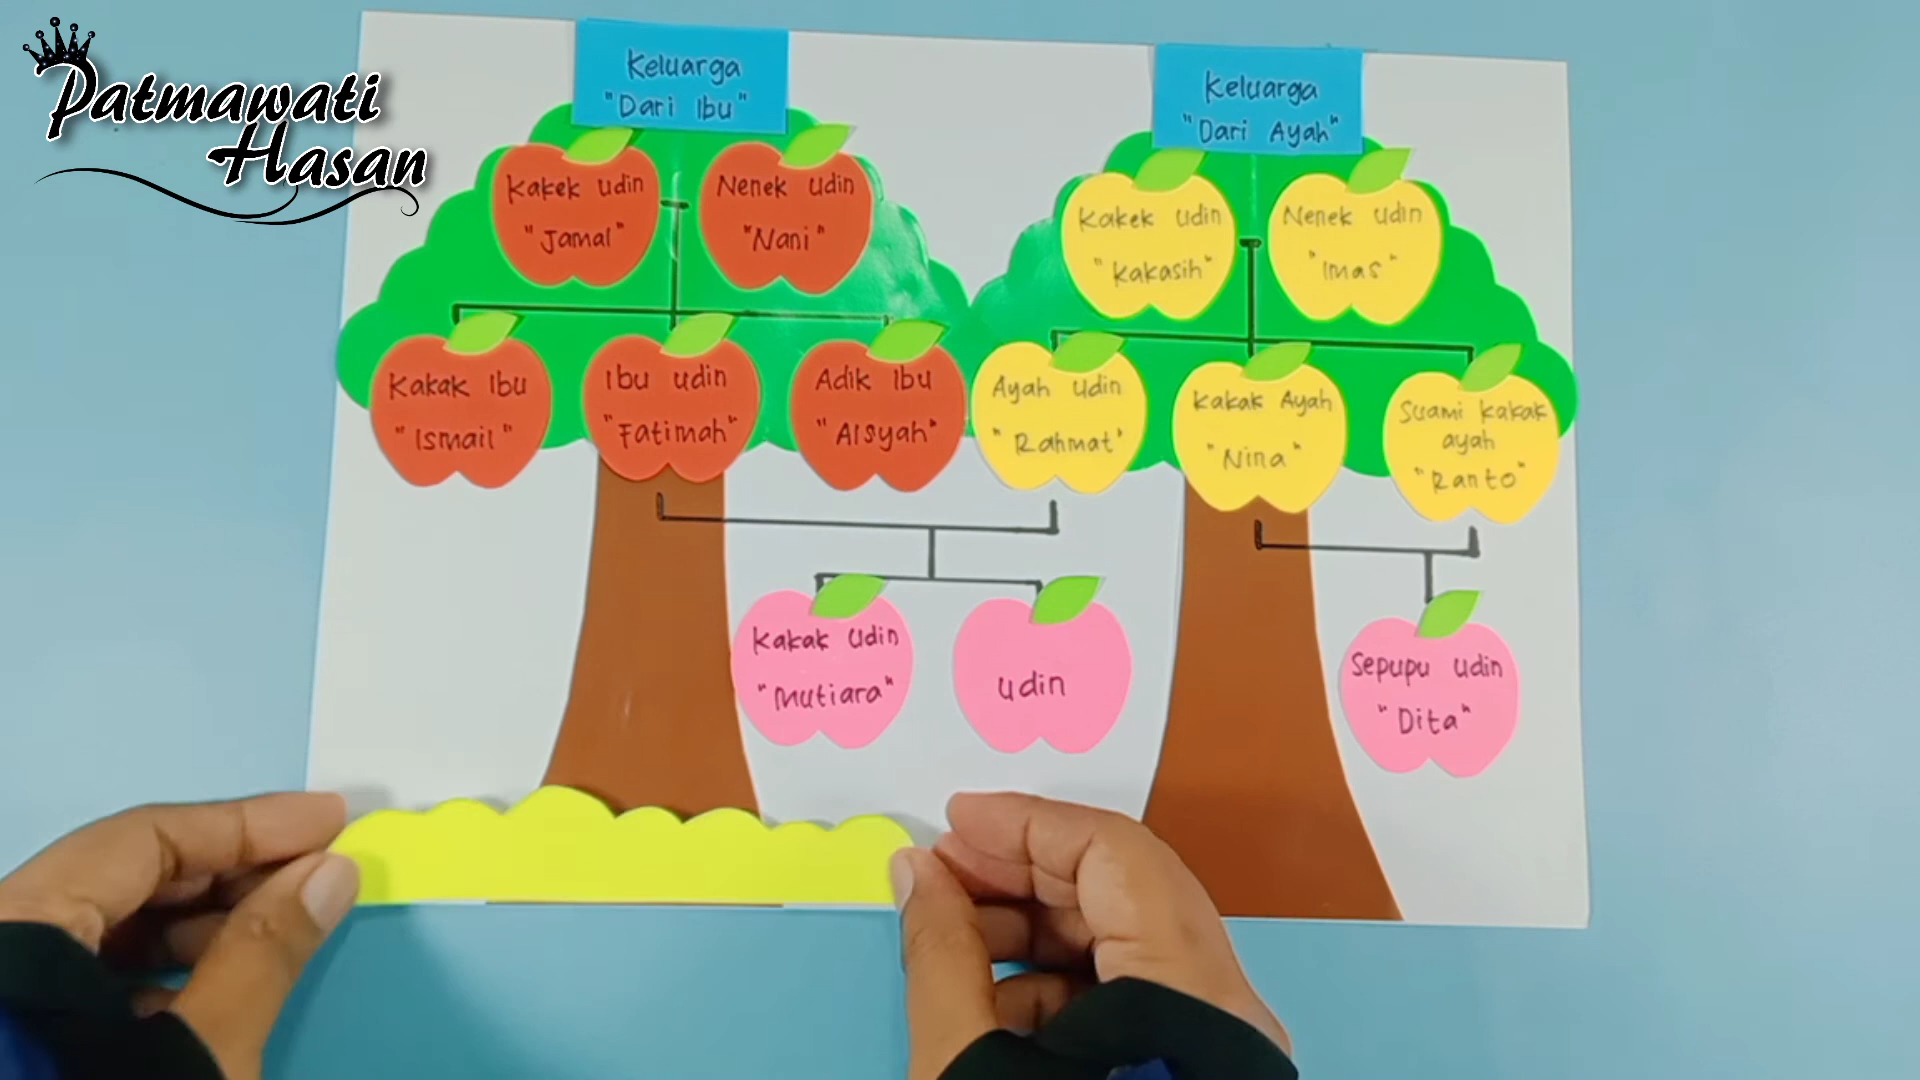 Patmawati
Hasan
Keluarga
"Dari Ibu"
Keluarga
"Dari Ayah"
Kakek Udin
"Jamal"
Nenek Udin
"Nani"
Kakek Udin
"Kakasih"
Nenek Udin
"Imas"
Kakak Ibu
"Ismail"
Ibu Udin
"Fatimah"
Adik Ibu
"Aisyah"
Ayah Udin
"Rahmat"
Kakak Ayah
"Nina"
Suami Kakak
ayah
"Ranto"
Kakak Udin
"Mutiara"
Udin
Sepupu Udin
"Dita"